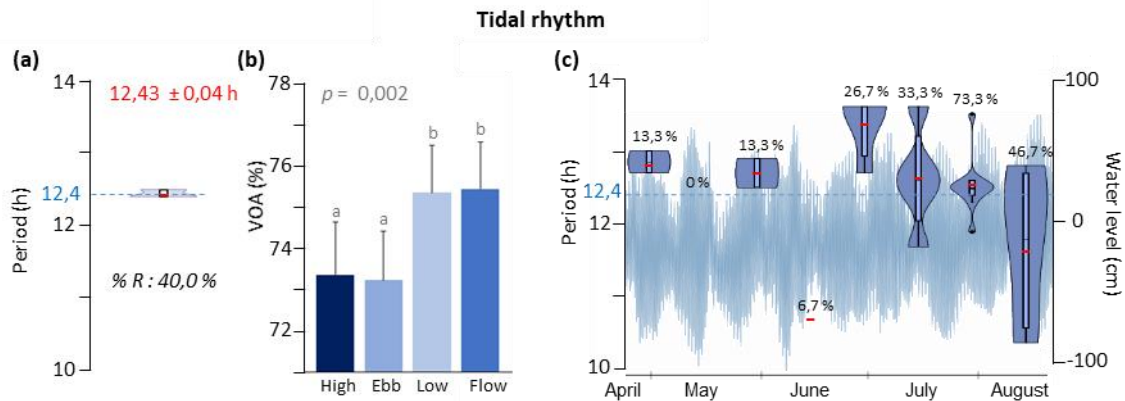 Tidal rhythm
(a)
14
12,43 ± 0,04 h
Period (h)
12,4
12
% R : 40,0 %
10
(b)
78
p = 0,002
76
VOA (%)
74
72
a
a
b
b
High Ebb Low Flow
(c)
14
Period (h)
12,4
12
10
13,3 %
0 %
13,3 %
6,7 %
26,7 %
33,3 %
73,3 %
46,7 %
100
0
-100
Water level (cm)
April May June July August